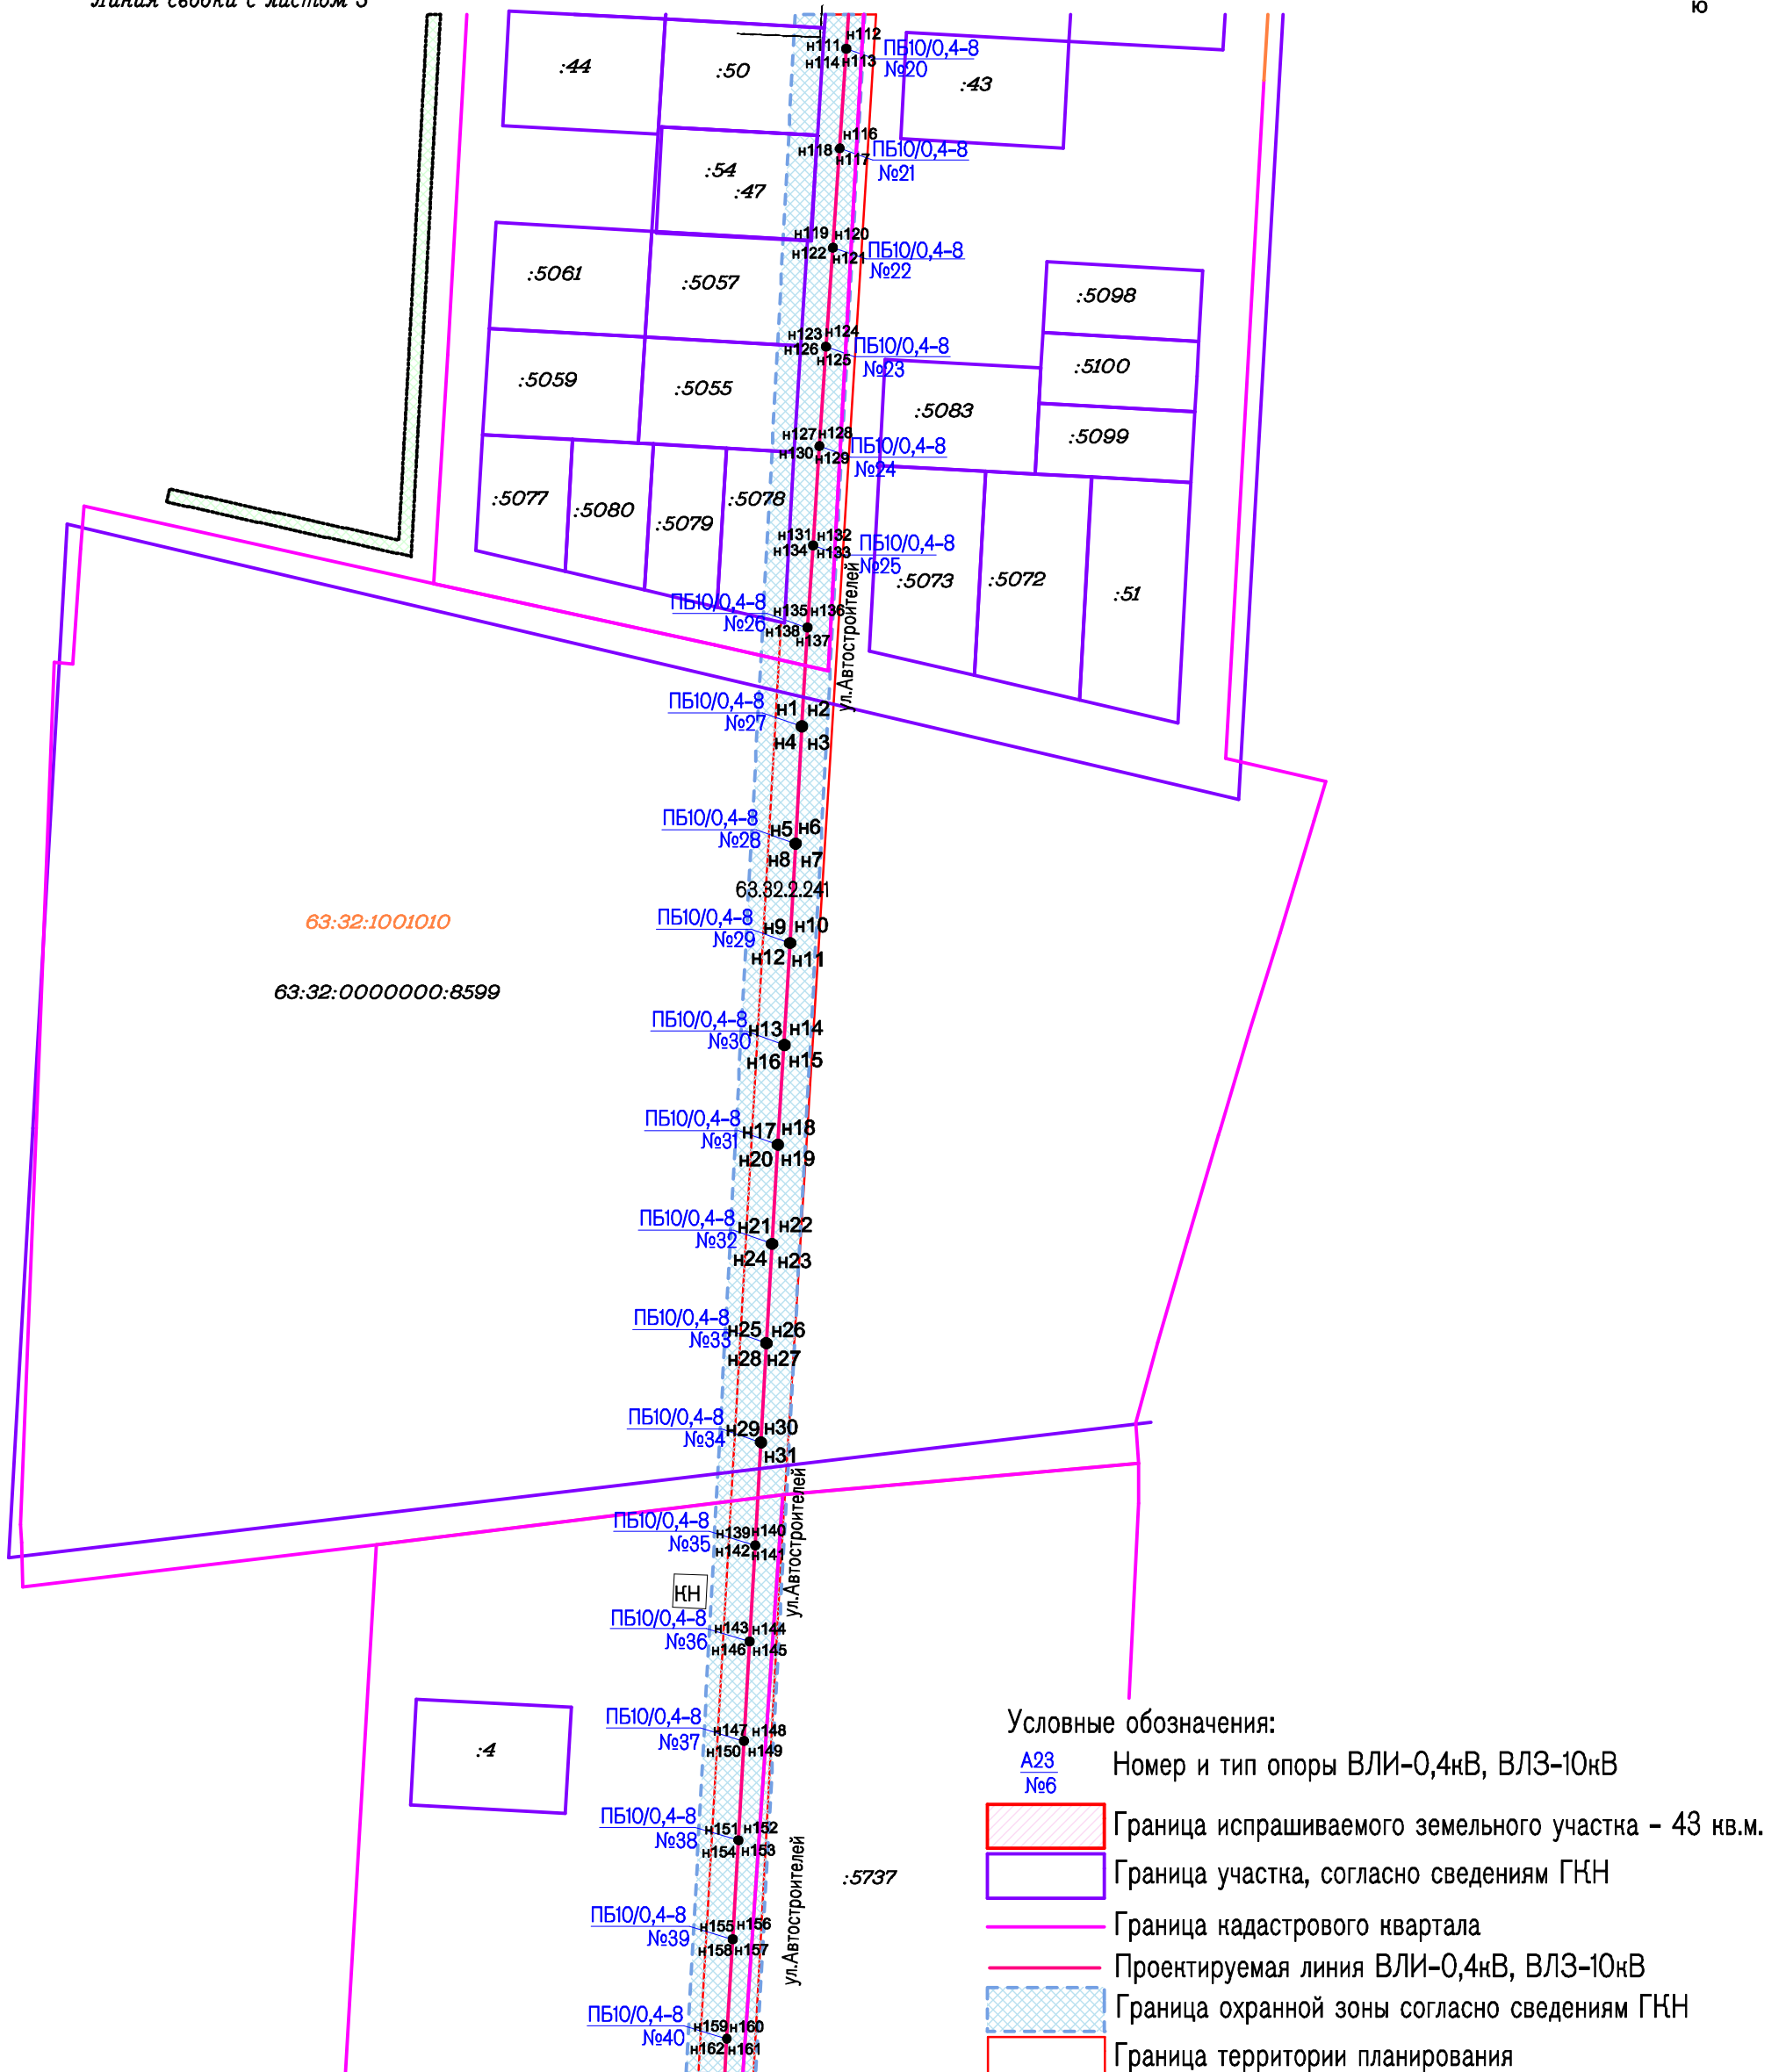 Линия сводки с листом 3
ю
:44
:50
н111
н112
н114
н113
ПБ10/0,4-8
№20
:43
:54
:47
н116
н118
н117
ПБ10/0,4-8
№21
н119
н120
н122
н121
ПБ10/0,4-8
№22
:5061
:5057
:5098
н123
н124
н126
н125
ПБ10/0,4-8
№23
:5100
:5059
:5055
:5083
:5099
н127
н128
н130
н129
ПБ10/0,4-8
№24
:5077
:5080
:5079
:5078
н131
н132
н134
н133
ПБ10/0,4-8
№25
:5073
:5072
:51
ул.Автостроителей
ПБ10/0,4-8
№26
н135
н136
н138
н137
ПБ10/0,4-8
№27
н1
н2
н4
н3
ПБ10/0,4-8
№28
н5
н6
н8
н7
63.32.2.241
63:32:1001010
ПБ10/0,4-8
№29
н9
н10
н12
н11
63:32:0000000:8599
ПБ10/0,4-8
№30
н13
н14
н16
н15
ПБ10/0,4-8
№31
н17
н18
н20
н19
ПБ10/0,4-8
№32
н21
н22
н24
н23
ПБ10/0,4-8
№33
н25
н26
н28
н27
ПБ10/0,4-8
№34
н29
н30
н31
ул.Автостроителей
ПБ10/0,4-8
№35
н139
н140
н142
н141
КН
ПБ10/0,4-8
№36
н143
н144
н146
н145
ПБ10/0,4-8
№37
н147
н148
н150
н149
:4
ПБ10/0,4-8
№38
н151
н152
н154
н153
ул.Автостроителей
:5737
ПБ10/0,4-8
№39
н155
н156
н158
н157
ПБ10/0,4-8
№40
н159
н160
н162
н161
Условные обозначения:
А23
№6
Номер и тип опоры ВЛИ-0,4кВ, ВЛЗ-10кВ
Граница испрашиваемого земельного участка - 43 кв.м.
Граница участка, согласно сведениям ГКН
Граница кадастрового квартала
Проектируемая линия ВЛИ-0,4кВ, ВЛЗ-10кВ
Граница охранной зоны согласно сведениям ГКН
Граница территории планирования